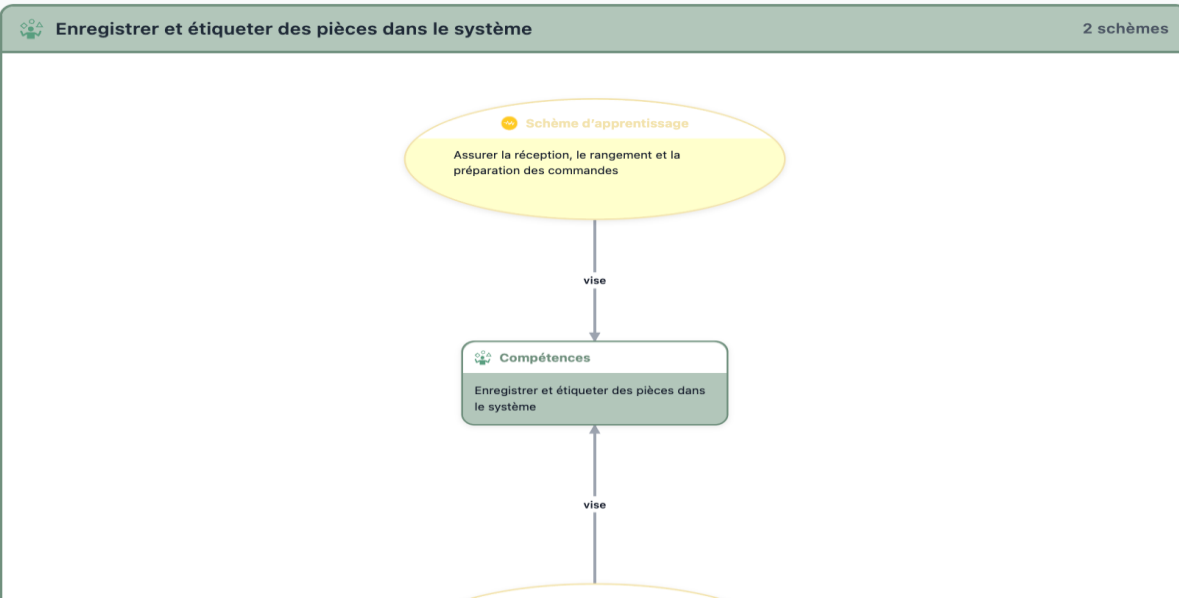 Enregistrer et étiqueter des pièces dans le système
2 schèmes
Schème d'apprentissage
Assurer la réception, le rangement et la
préparation des commandes
vise
Compétences
Enregistrer et étiqueter des pièces dans
le système
vise